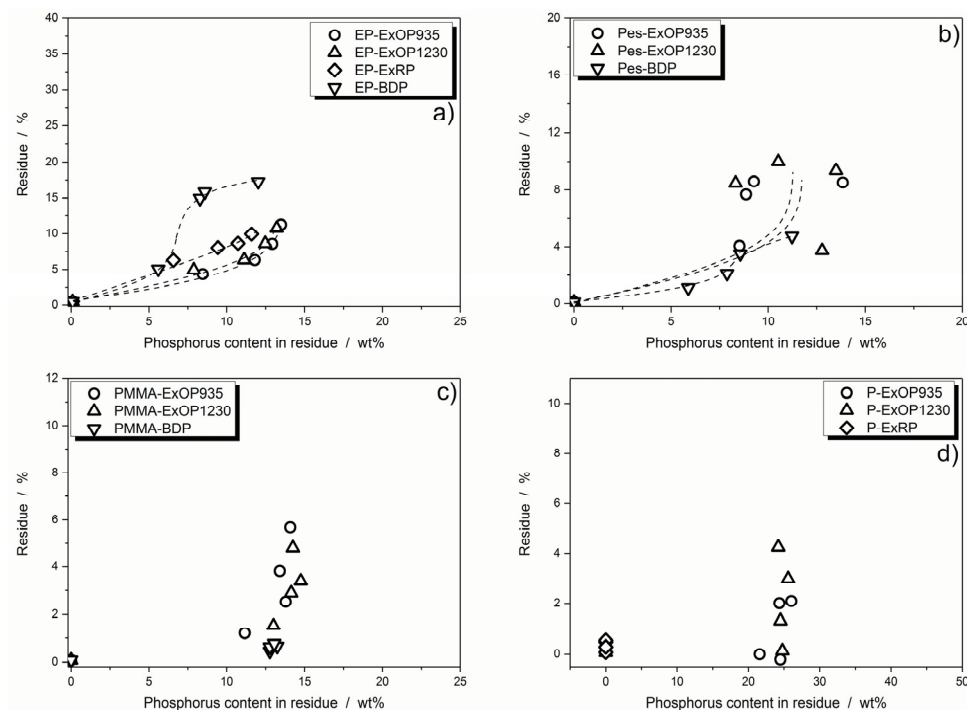 EP-ExOP935
EP-ExOP1230
EP-ExRP
EP-BDP
a)
40
35
30
25
20
15
10
5
0
Residue / %
0 5 10 15 20 25
Phosphorus content in residue / wt%
Pes-ExOP935
Pes-ExOP1230
Pes-BDP
b)
20
16
12
8
4
0
Residue / %
0 5 10 15 20
Phosphorus content in residue / wt%
PMMA-ExOP935
PMMA-ExOP1230
PMMA-BDP
c)
12
10
8
6
4
2
0
Residue / %
0 5 10 15 20 25
Phosphorus content in residue / wt%
P-ExOP935
P-ExOP1230
P-ExRP
d)
10
8
6
4
2
0
Residue / %
0 5 10 15 20 25 30 35 40 45 50
Phosphorus content in residue / wt%